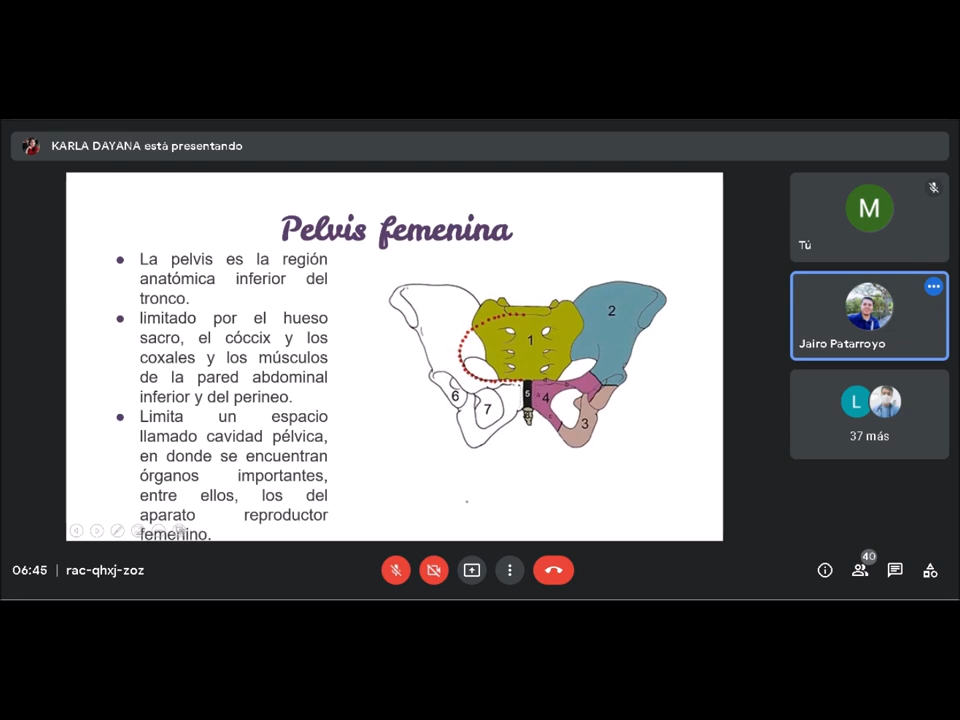 KARLA DAYANA está presentando
Pelvis femenina
● La pelvis es la región
anatómica inferior del
tronco.
● limitado por el hueso
sacro, el cóccix y los
coxales y los músculos
de la pared abdominal
inferior y del perineo.
● Limita un espacio
llamado cavidad pélvica,
en donde se encuentran
órganos importantes,
entre ellos, los del
aparato reproductor
femenino.
1
2
3
4
5
6
7
M
Tú
Jairo Patarroyo
L
37 más
06:45 | rac-qhxj-zoz
40